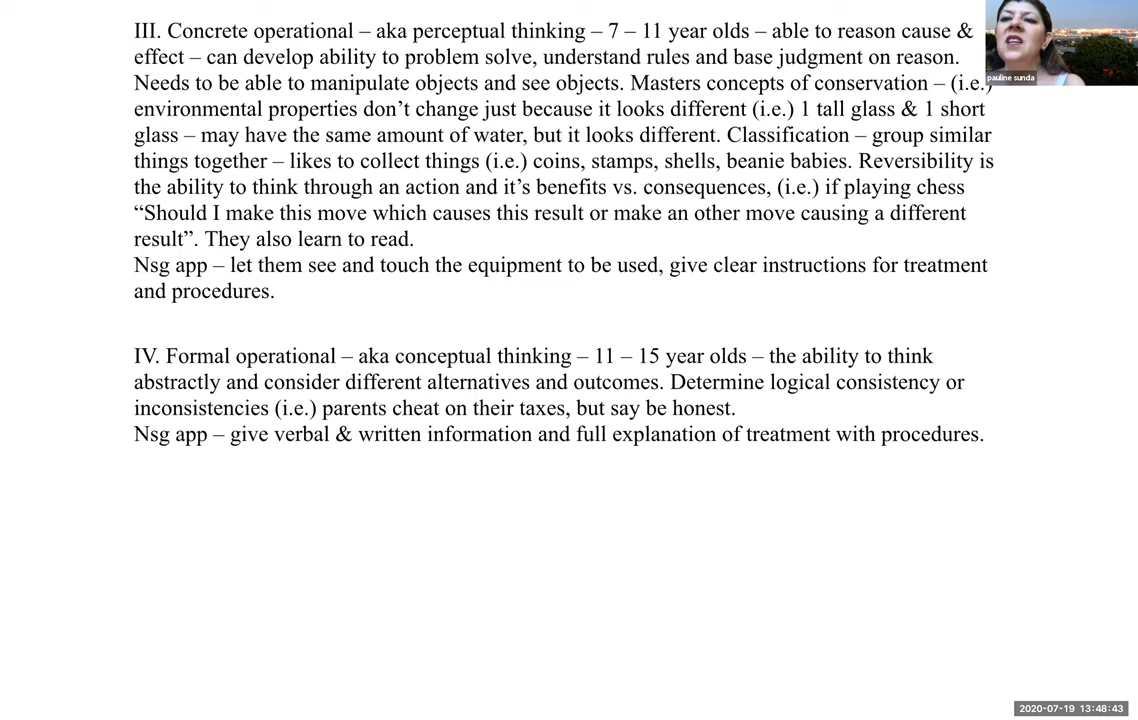 III. Concrete operational – aka perceptual thinking – 7 – 11 year olds – able to reason cause &
effect – can develop ability to problem solve, understand rules and base judgment on reason.
Needs to be able to manipulate objects and see objects. Masters concepts of conservation – (i.e.)
environmental properties don’t change just because it looks different (i.e.) 1 tall glass & 1 short
glass – may have the same amount of water, but it looks different. Classification – group similar
things together – likes to collect things (i.e.) coins, stamps, shells, beanie babies. Reversibility is
the ability to think through an action and it’s benefits vs. consequences, (i.e.) if playing chess
“Should I make this move which causes this result or make an other move causing a different
result”. They also learn to read.
Nsg app – let them see and touch the equipment to be used, give clear instructions for treatment
and procedures.
IV. Formal operational – aka conceptual thinking – 11 – 15 year olds – the ability to think
abstractly and consider different alternatives and outcomes. Determine logical consistency or
inconsistencies (i.e.) parents cheat on their taxes, but say be honest.
Nsg app – give verbal & written information and full explanation of treatment with procedures.
pauline sunda
2020-07-19 13:48:43